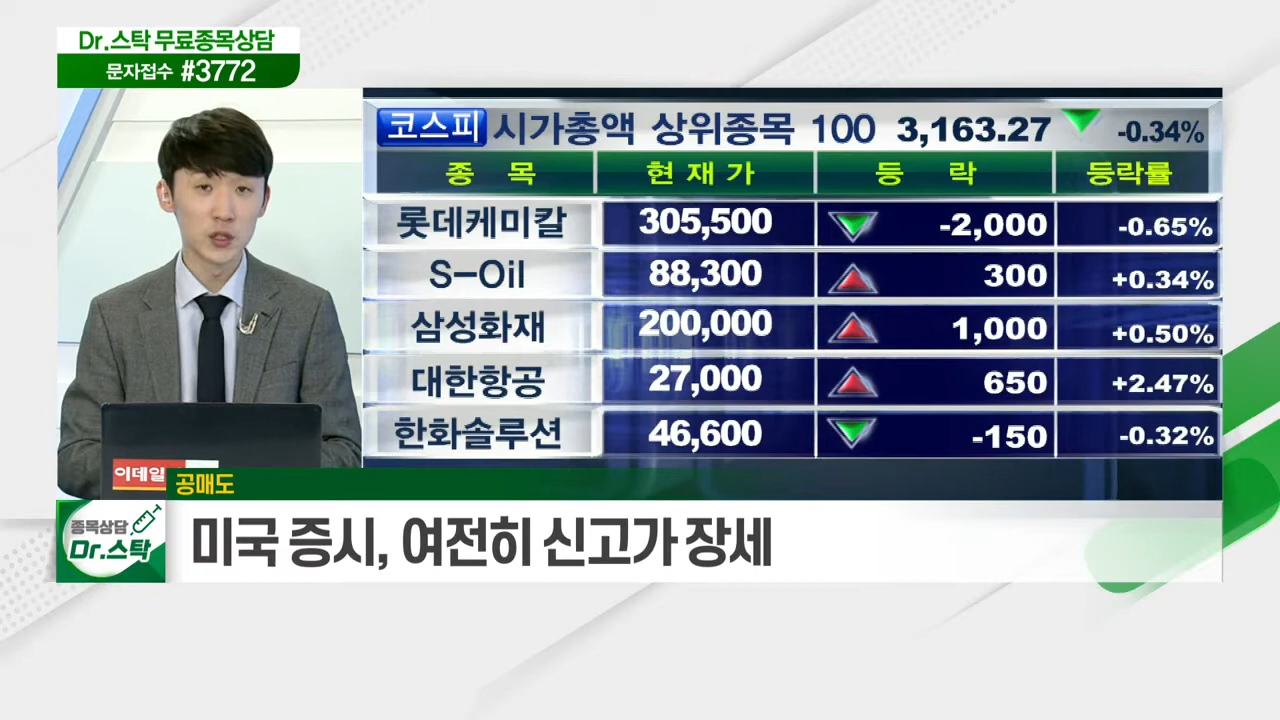 Dr.스탁 무료종목상담
문자접수 #3772
코스피 시가총액 상위종목 100 3,163.27 -0.34%
종 목 현재가 등 락 등락률
롯데케미칼 305,500 -2,000 -0.65%
S-Oil 88,300 300 +0.34%
삼성화재 200,000 1,000 +0.50%
대한항공 27,000 650 +2.47%
한화솔루션 46,600 -150 -0.32%
이데일
공매도
종목상담
Dr.스탁
미국 증시, 여전히 신고가 장세